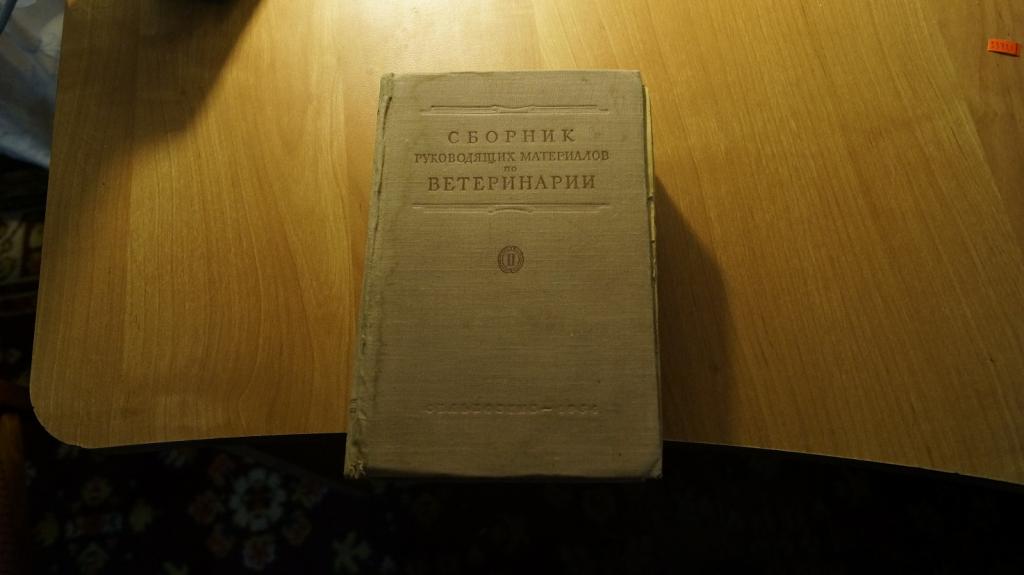 СБОРНИК
РУКОВОДЯЩИХ МАТЕРИАЛОВ
ПО
ВЕТЕРИНАРИИ
II